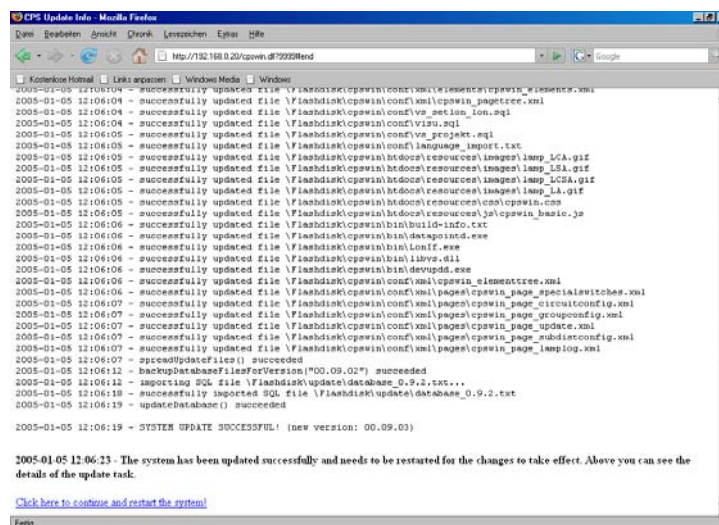 CPS Update Info - Mozilla Firefox
Datei Bearbeiten Ansicht Chronik Lesezeichen Extras Hilfe
http://192.168.0.20/cpswin.dll?9999#end
Google
Kostenlose Hotmail Links anpassen Windows Media Windows
2005-01-05 12:06:04 - successfully updated file \Flashdisk\cpswin\conf\xml\elements\cpswin_elements.xml
2005-01-05 12:06:04 - successfully updated file \Flashdisk\cpswin\conf\xml\cpswin_pagetree.xml
2005-01-05 12:06:04 - successfully updated file \Flashdisk\cpswin\conf\vs_setlon_lon.sql
2005-01-05 12:06:04 - successfully updated file \Flashdisk\cpswin\conf\visu.sql
2005-01-05 12:06:05 - successfully updated file \Flashdisk\cpswin\conf\vs_projekt.sql
2005-01-05 12:06:05 - successfully updated file \Flashdisk\cpswin\conf\language_import.txt
2005-01-05 12:06:05 - successfully updated file \Flashdisk\cpswin\htdocs\resources\images\lamp_LCA.gif
2005-01-05 12:06:05 - successfully updated file \Flashdisk\cpswin\htdocs\resources\images\lamp_LSA.gif
2005-01-05 12:06:05 - successfully updated file \Flashdisk\cpswin\htdocs\resources\images\lamp_LCSA.gif
2005-01-05 12:06:05 - successfully updated file \Flashdisk\cpswin\htdocs\resources\images\lamp_LA.gif
2005-01-05 12:06:05 - successfully updated file \Flashdisk\cpswin\htdocs\resources\css\cpswin.css
2005-01-05 12:06:05 - successfully updated file \Flashdisk\cpswin\htdocs\resources\js\cpswin_basic.js
2005-01-05 12:06:06 - successfully updated file \Flashdisk\cpswin\bin\build-info.txt
2005-01-05 12:06:06 - successfully updated file \Flashdisk\cpswin\bin\datapointd.exe
2005-01-05 12:06:06 - successfully updated file \Flashdisk\cpswin\bin\LonIf.exe
2005-01-05 12:06:06 - successfully updated file \Flashdisk\cpswin\bin\libvs.dll
2005-01-05 12:06:06 - successfully updated file \Flashdisk\cpswin\bin\devupdd.exe
2005-01-05 12:06:06 - successfully updated file \Flashdisk\cpswin\conf\xml\cpswin_elementtree.xml
2005-01-05 12:06:06 - successfully updated file \Flashdisk\cpswin\conf\xml\pages\cpswin_page_specialswitches.xml
2005-01-05 12:06:07 - successfully updated file \Flashdisk\cpswin\conf\xml\pages\cpswin_page_circuitconfig.xml
2005-01-05 12:06:07 - successfully updated file \Flashdisk\cpswin\conf\xml\pages\cpswin_page_groupconfig.xml
2005-01-05 12:06:07 - successfully updated file \Flashdisk\cpswin\conf\xml\pages\cpswin_page_update.xml
2005-01-05 12:06:07 - successfully updated file \Flashdisk\cpswin\conf\xml\pages\cpswin_page_subdistconfig.xml
2005-01-05 12:06:07 - successfully updated file \Flashdisk\cpswin\conf\xml\pages\cpswin_page_lamplog.xml
2005-01-05 12:06:07 - spreadUpdateFiles() succeeded
2005-01-05 12:06:12 - backupDatabaseFilesForVersion("00.09.02") succeeded
2005-01-05 12:06:12 - importing SQL file \Flashdisk\update\database_0.9.2.txt...
2005-01-05 12:06:18 - successfully imported SQL file \Flashdisk\update\database_0.9.2.txt
2005-01-05 12:06:19 - updateDatabase() succeeded
2005-01-05 12:06:19 - SYSTEM UPDATE SUCCESSFUL! (new version: 00.09.03)
2005-01-05 12:06:23 - The system has been updated successfully and needs to be restarted for the changes to take effect. Above you can see the
details of the update task.
Click here to continue and restart the system!
Fertig